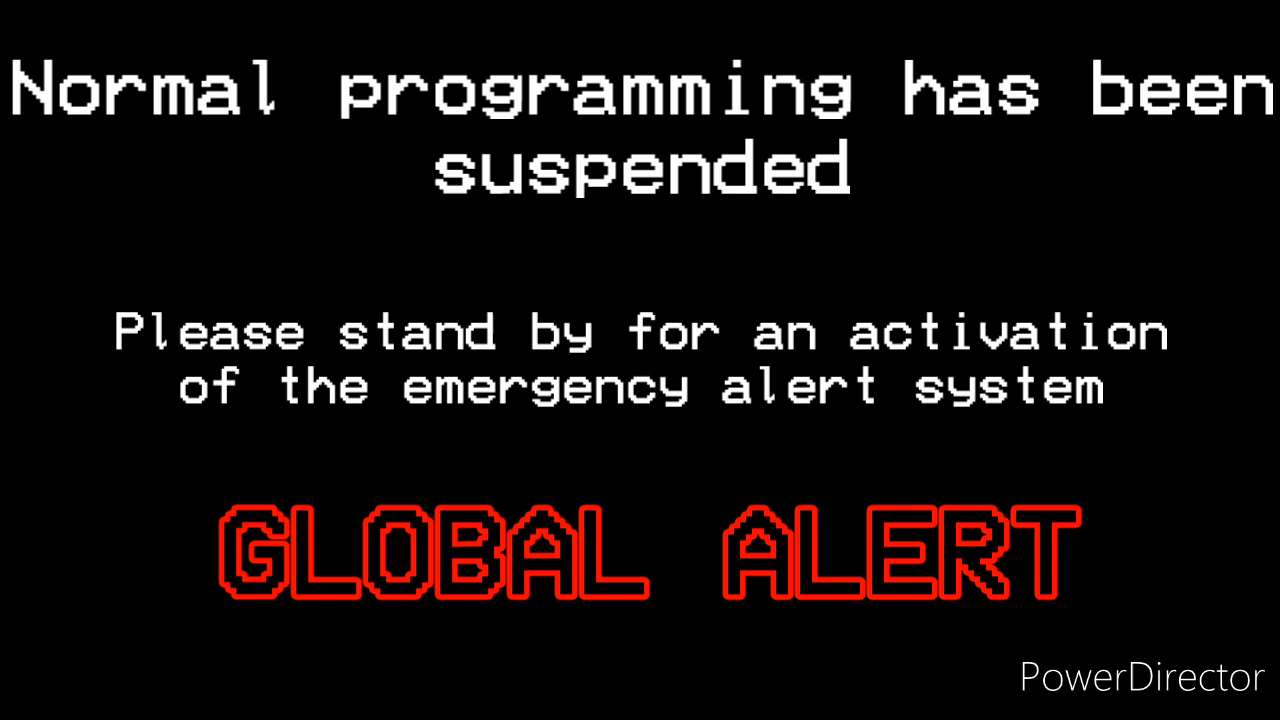 Normal programming has been
suspended
Please stand by for an activation
of the emergency alert system
GLOBAL ALERT
PowerDirector